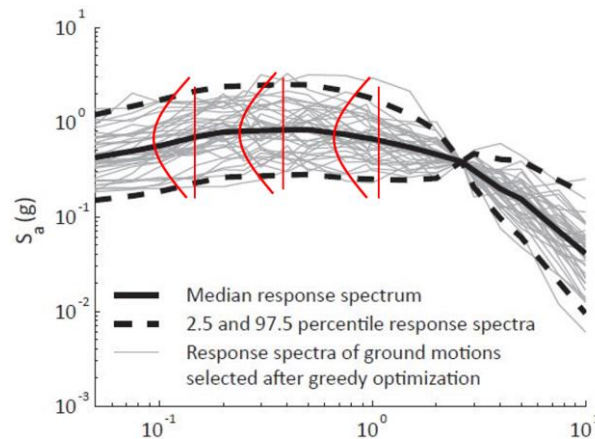 10^1
10^0
10^-1
10^-2
10^-3
S_a (g)
Median response spectrum
2.5 and 97.5 percentile response spectra
Response spectra of ground motions
selected after greedy optimization
10^-1 10^0